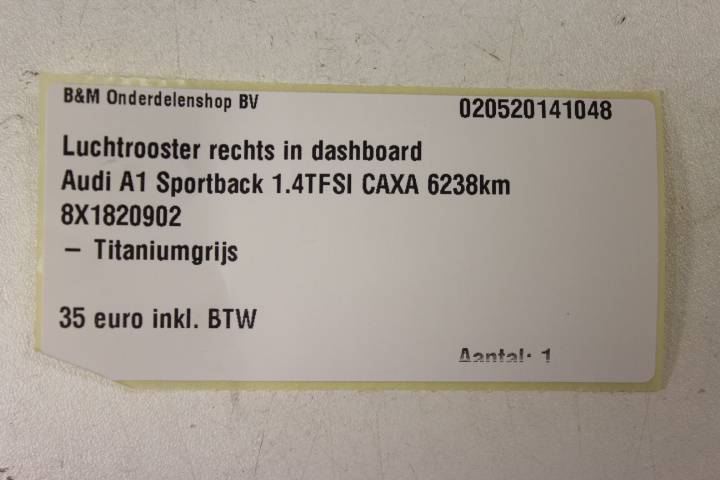 B&M Onderdelenshop BV 020520141048
Luchtrooster rechts in dashboard
Audi A1 Sportback 1.4TFSI CAXA 6238km
8X1820902
– Titaniumgrijs
35 euro inkl. BTW
Aantal: 1